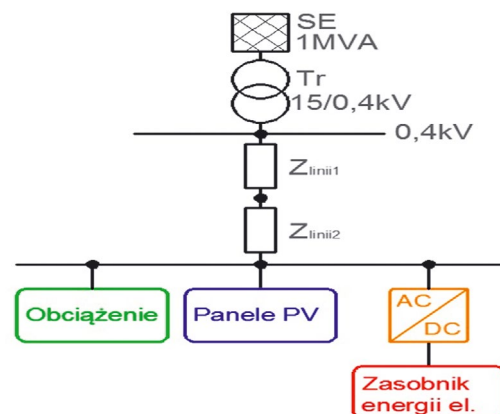 SE
1MVA
Tr
15/0,4kV
0,4kV
Zlinii1
Zlinii2
Obciążenie
Panele PV
AC
DC
Zasobnik
energii el.